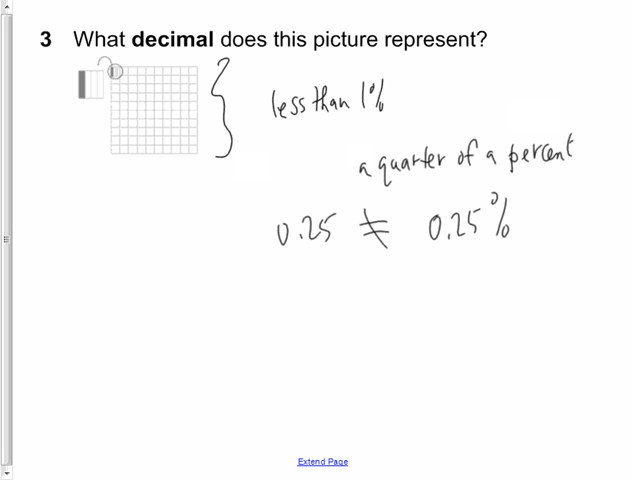 3 What decimal does this picture represent?
less than 1%
a quarter of a percent
0.25 ≠ 0.25%
Extend Page